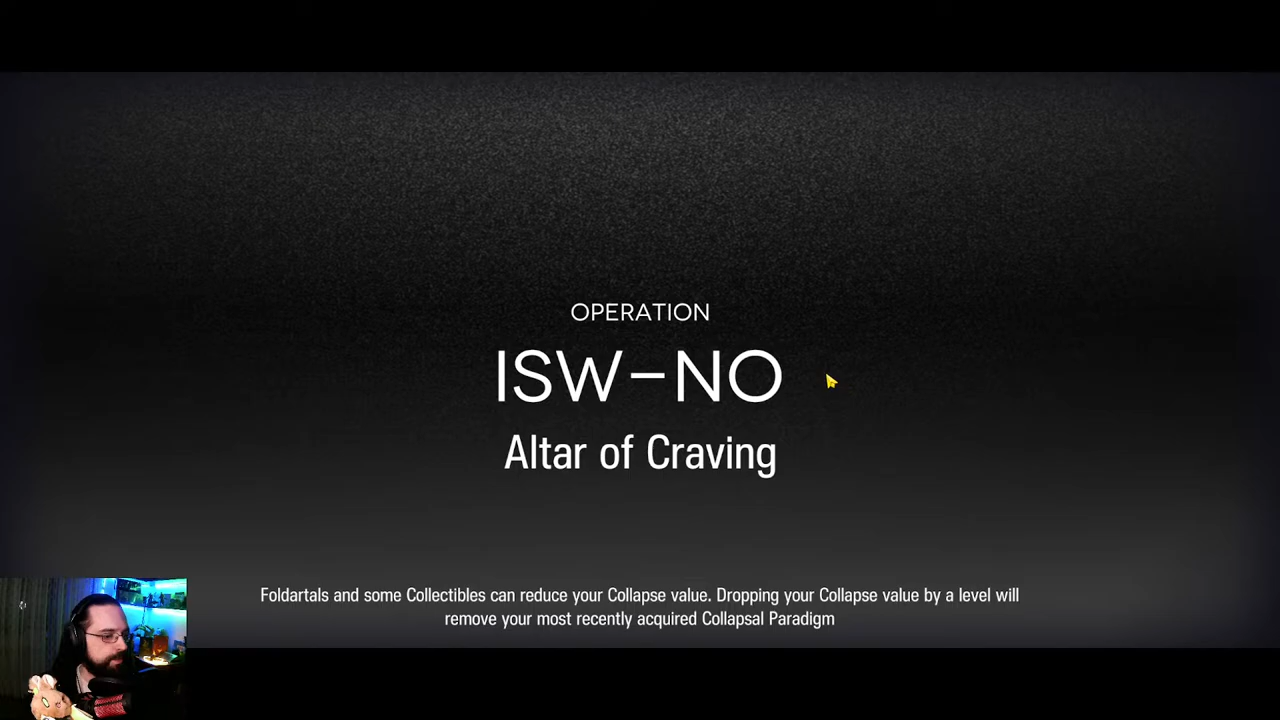 OPERATION
ISW-NO
Altar of Craving
Foldartals and some Collectibles can reduce your Collapse value. Dropping your Collapse value by a level will
remove your most recently acquired Collapsal Paradigm